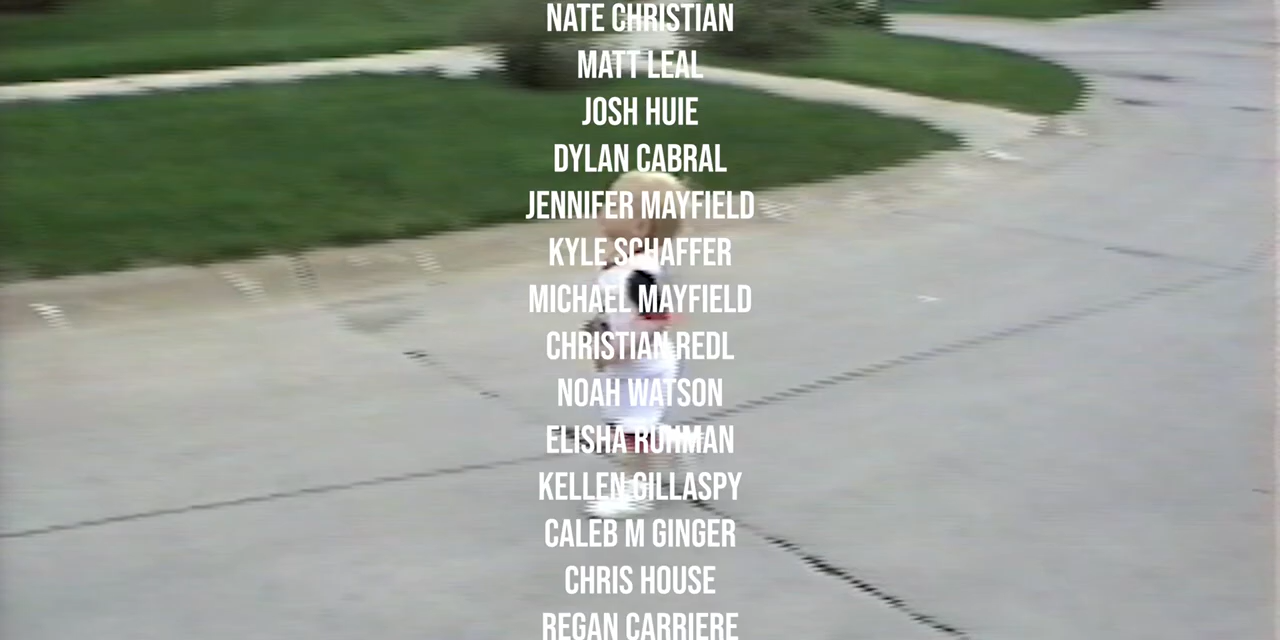 NATE CHRISTIAN
MATT LEAL
JOSH HUIE
DYLAN CABRAL
JENNIFER MAYFIELD
KYLE SCHAFFER
MICHAEL MAYFIELD
CHRISTIAN REDL
NOAH WATSON
ELISHA RUHMAN
KELLEN GILLASPY
CALEB M GINGER
CHRIS HOUSE
REGAN CARRIERE